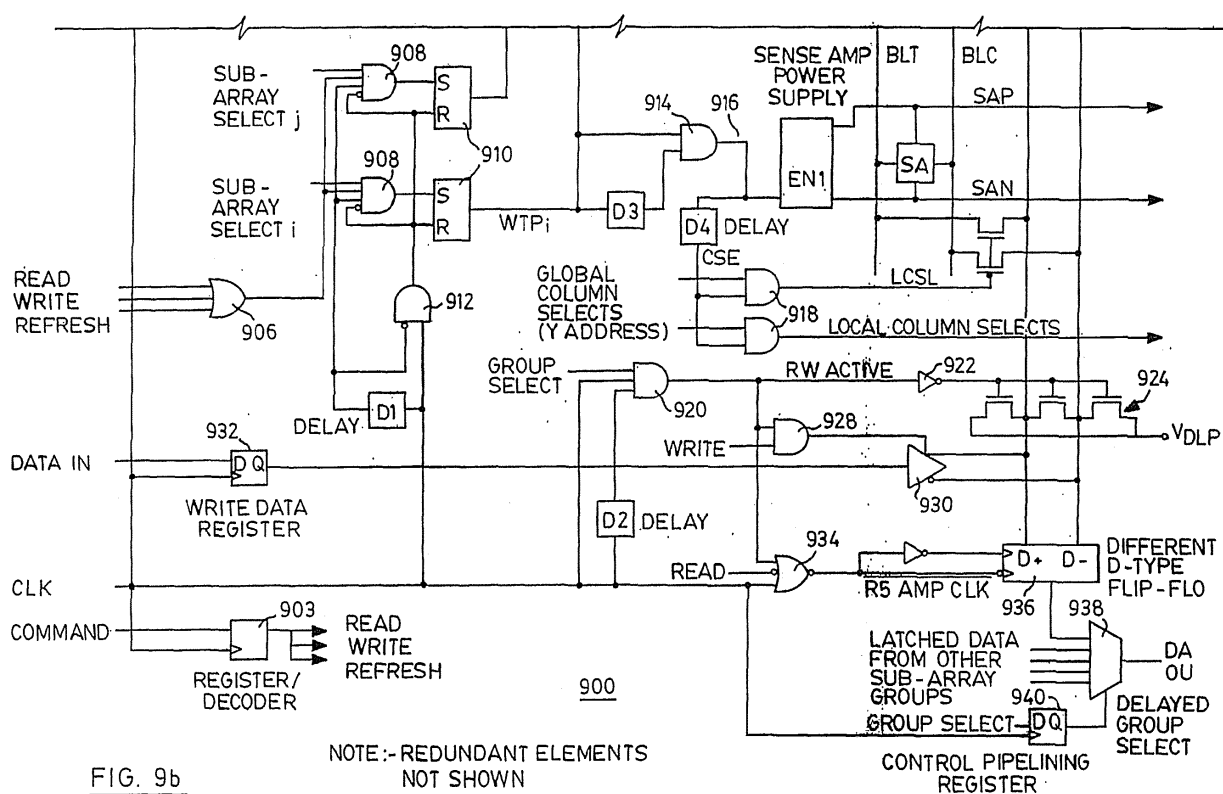 SENSE AMP
POWER
SUPPLY
BLT
BLC
SUB-
ARRAY
SELECT j
908
S
R
910
914
916
SAP
SA
EN1
SAN
908
SUB-
ARRAY
SELECT i
S
R
WTPi
D3
D4
DELAY
CSE
READ
WRITE
REFRESH
906
912
GLOBAL
COLUMN
SELECTS
(Y ADDRESS)
LCSL
918
LOCAL COLUMN SELECTS
GROUP
SELECT
920
RW ACTIVE
922
924
DELAY
D1
928
WRITE
VDLP
DATA IN
932
D Q
WRITE DATA
REGISTER
930
D2
DELAY
934
READ
R5 AMP CLK
D+
D-
936
DIFFERENT
D-TYPE
FLIP-FLO
CLK
COMMAND
903
READ
WRITE
REFRESH
REGISTER/
DECODER
938
LATCHED DATA
FROM OTHER
SUB-ARRAY
GROUPS
DA
OU
900
940
GROUP SELECT
D Q
DELAYED
GROUP
SELECT
CONTROL PIPELINING
REGISTER
NOTE:- REDUNDANT ELEMENTS
NOT SHOWN
FIG. 9b